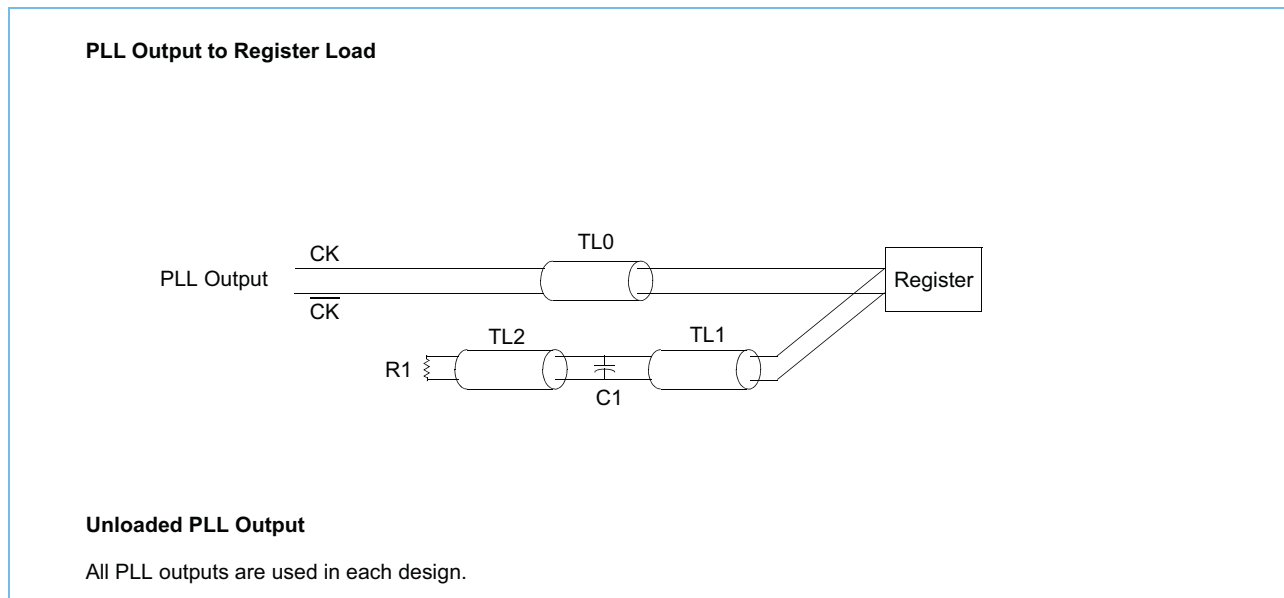 PLL Output to Register Load
TL0
CK
PLL Output
Register
C̅K̅
TL2
TL1
R1
C1
Unloaded PLL Output
All PLL outputs are used in each design.